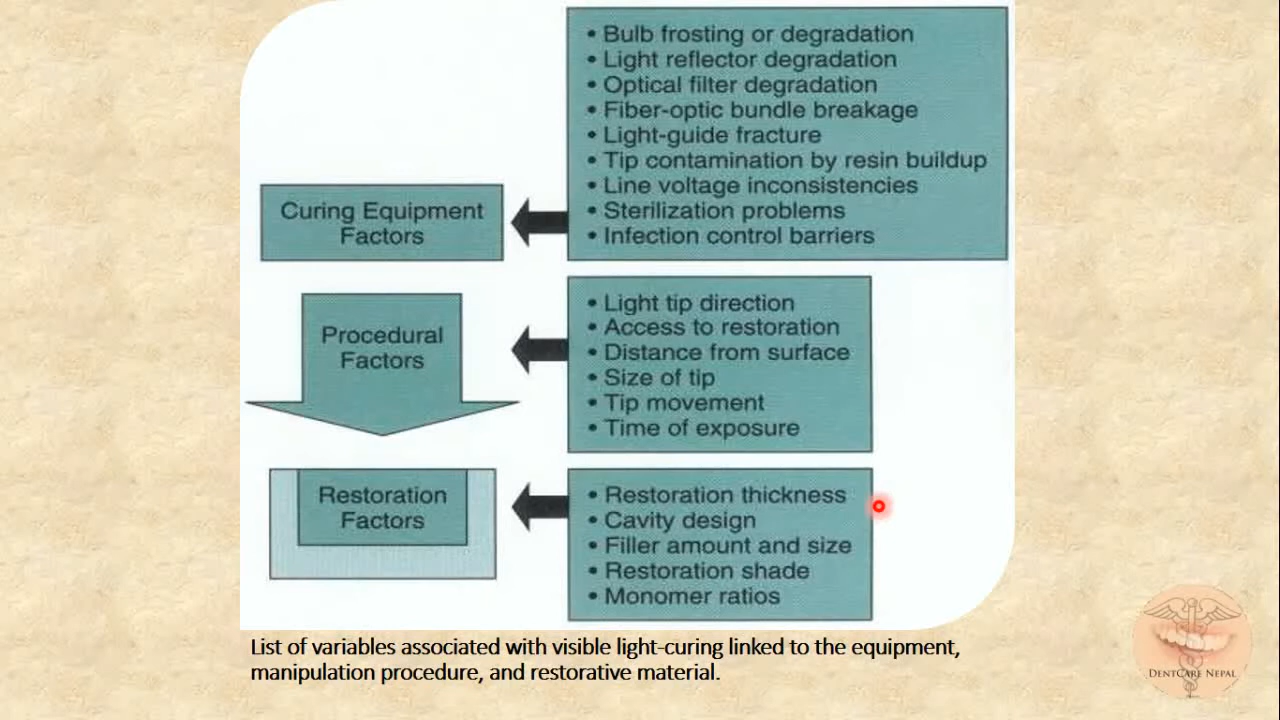 • Bulb frosting or degradation
• Light reflector degradation
• Optical filter degradation
• Fiber-optic bundle breakage
• Light-guide fracture
• Tip contamination by resin buildup
• Line voltage inconsistencies
• Sterilization problems
• Infection control barriers
Curing Equipment
Factors
• Light tip direction
• Access to restoration
• Distance from surface
• Size of tip
• Tip movement
• Time of exposure
Procedural
Factors
• Restoration thickness
• Cavity design
• Filler amount and size
• Restoration shade
• Monomer ratios
Restoration
Factors
List of variables associated with visible light-curing linked to the equipment,
manipulation procedure, and restorative material.
DENTCARE NEPAL